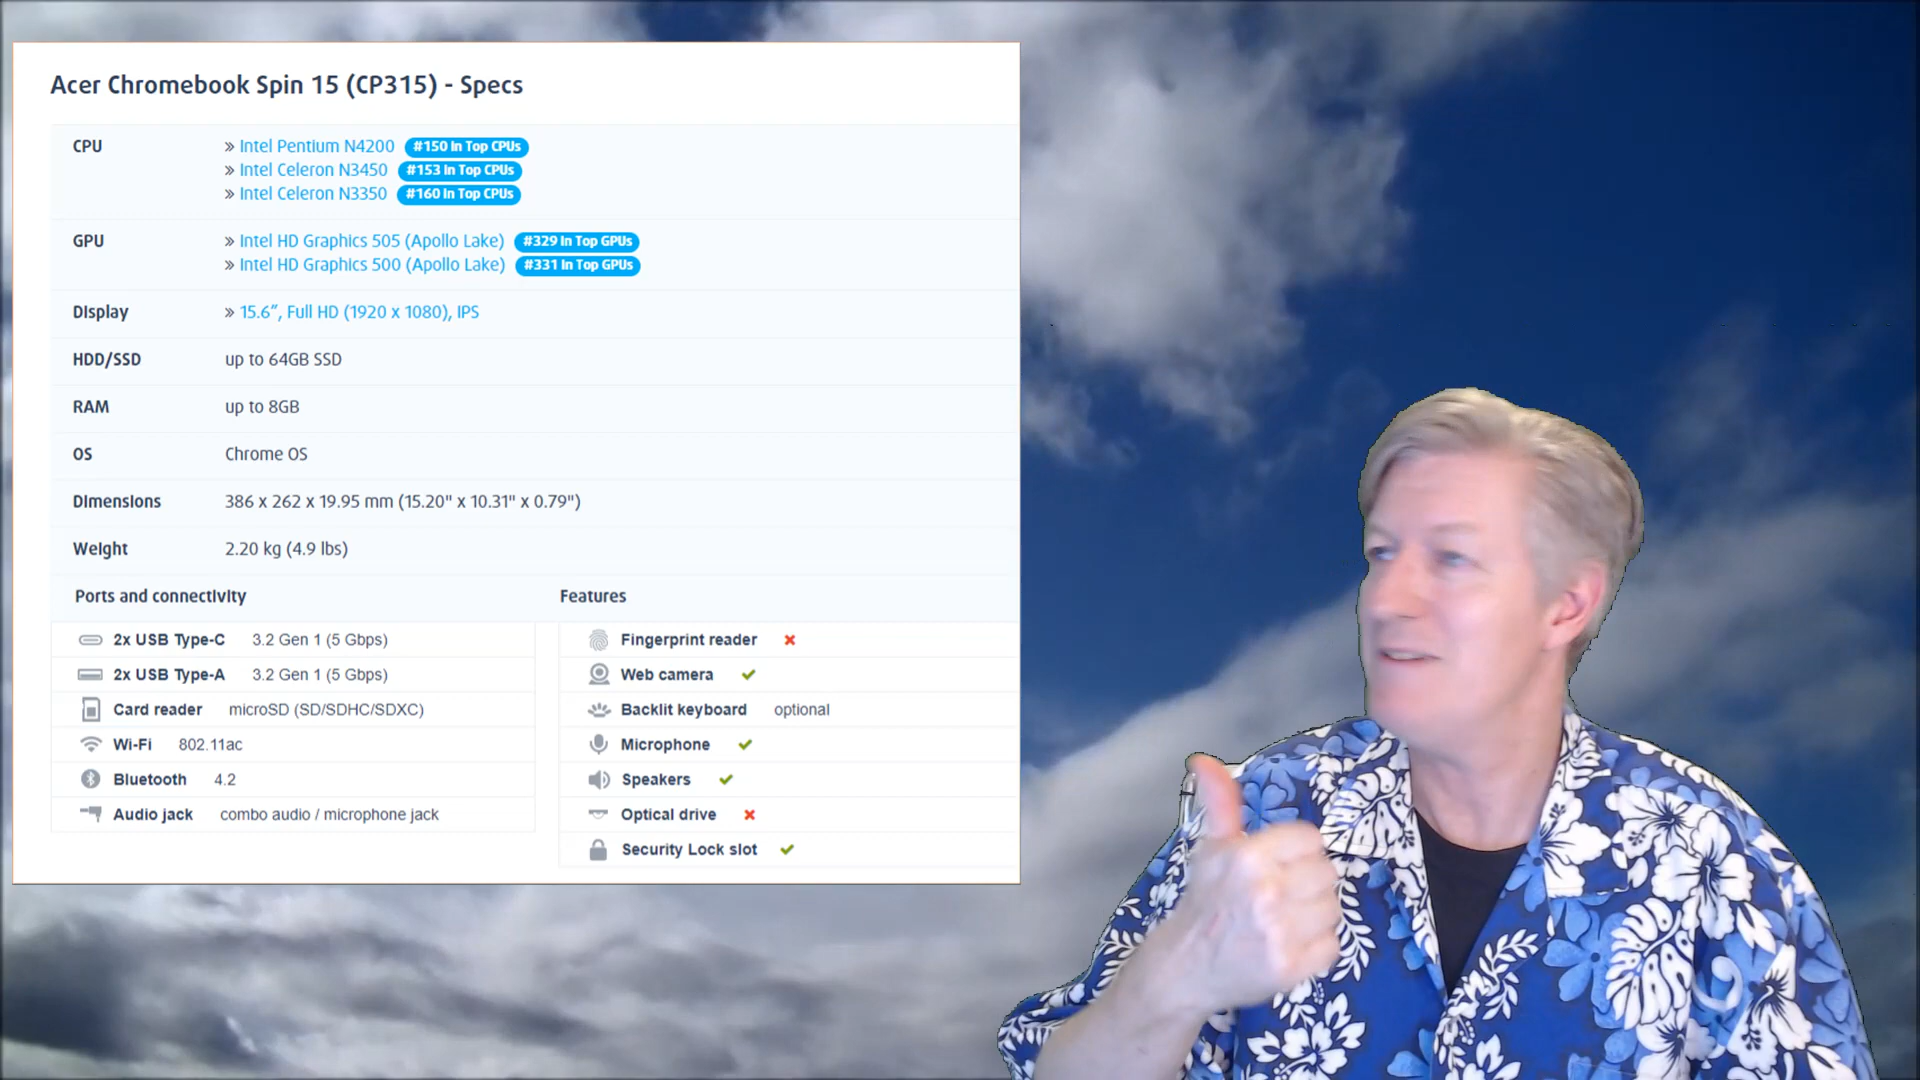 Acer Chromebook Spin 15 (CP315) - Specs
CPU
» Intel Pentium N4200 #150 In Top CPUs
» Intel Celeron N3450 #153 In Top CPUs
» Intel Celeron N3350 #160 In Top CPUs
GPU
» Intel HD Graphics 505 (Apollo Lake) #329 In Top GPUs
» Intel HD Graphics 500 (Apollo Lake) #331 In Top GPUs
Display » 15.6”, Full HD (1920 x 1080), IPS
HDD/SSD up to 64GB SSD
RAM up to 8GB
OS Chrome OS
Dimensions 386 x 262 x 19.95 mm (15.20" x 10.31" x 0.79")
Weight 2.20 kg (4.9 lbs)
Ports and connectivity
2x USB Type-C 3.2 Gen 1 (5 Gbps)
2x USB Type-A 3.2 Gen 1 (5 Gbps)
Card reader microSD (SD/SDHC/SDXC)
Wi-Fi 802.11ac
Bluetooth 4.2
Audio jack combo audio / microphone jack
Features
Fingerprint reader
Web camera
Backlit keyboard optional
Microphone
Speakers
Optical drive
Security Lock slot